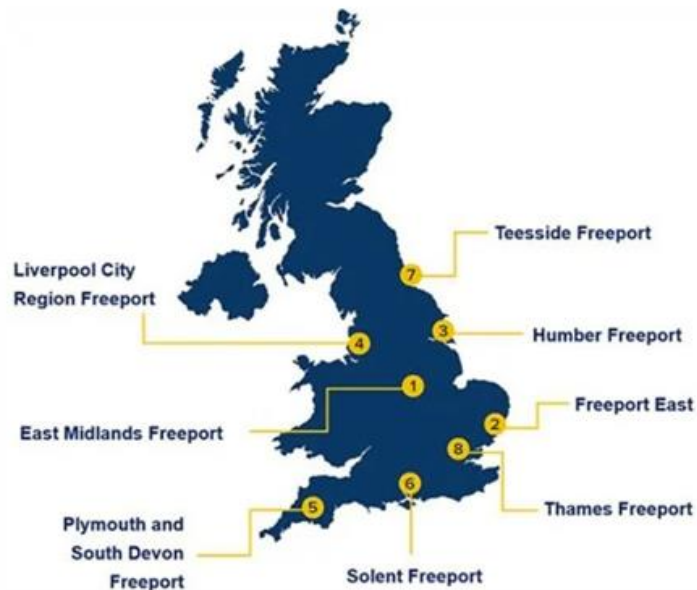 Teesside Freeport
7
Liverpool City
Region Freeport
3
Humber Freeport
4
1
Freeport East
2
East Midlands Freeport
8
Thames Freeport
6
5
Plymouth and
South Devon
Freeport
Solent Freeport